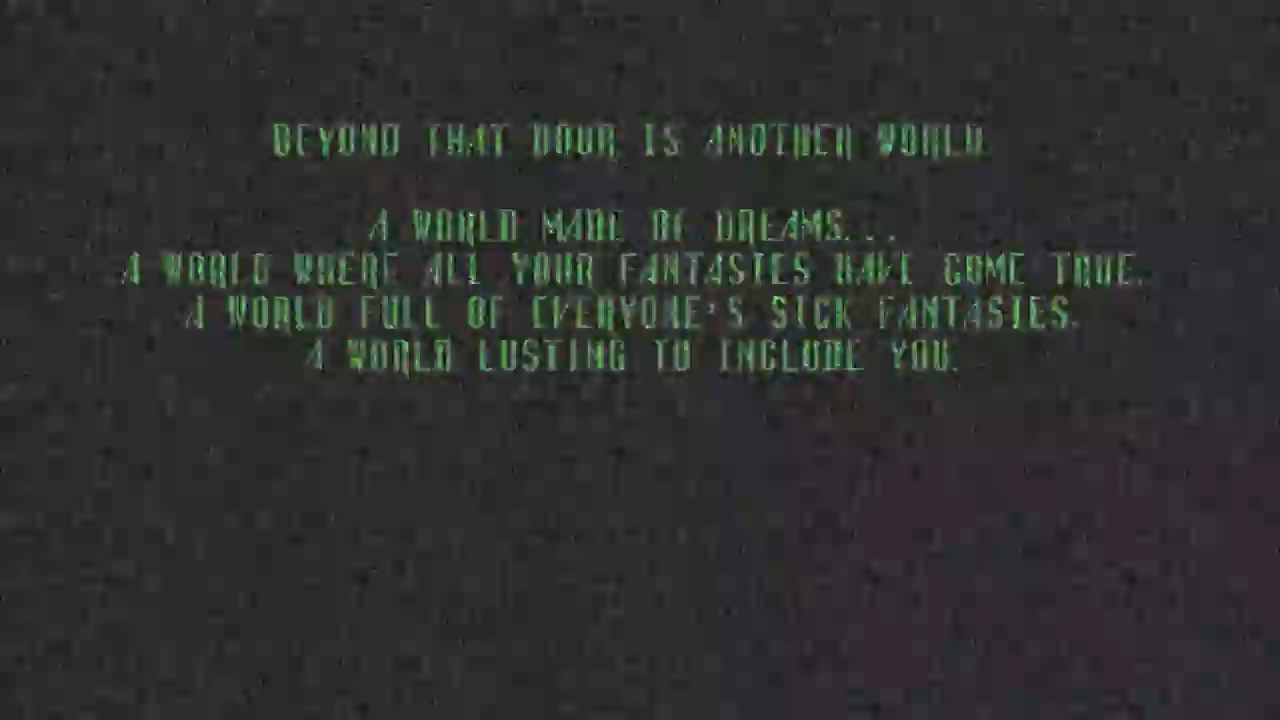 BEYOND THAT DOOR IS ANOTHER WORLD
A WORLD MADE OF DREAMS...
A WORLD WHERE ALL YOUR FANTASIES HAVE COME TRUE.
A WORLD FULL OF EVERYONE'S SICK FANTASIES.
A WORLD LUSTING TO INCLUDE YOU.